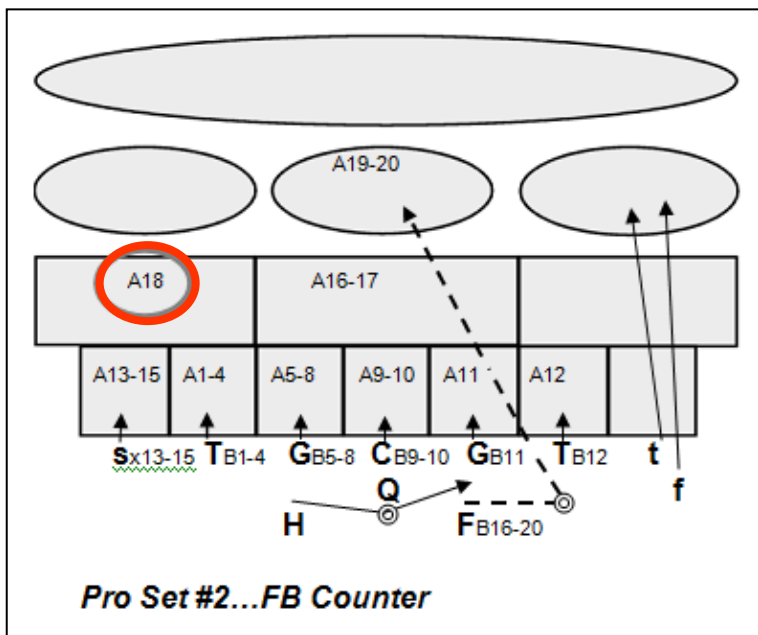 A19-20
A18 A16-17
A13-15 A1-4 A5-8 A9-10 A11 A12
sx13-15 TB1-4 GB5-8 CB9-10 GB11 TB12 t
Q f
H FB16-20
Pro Set #2...FB Counter